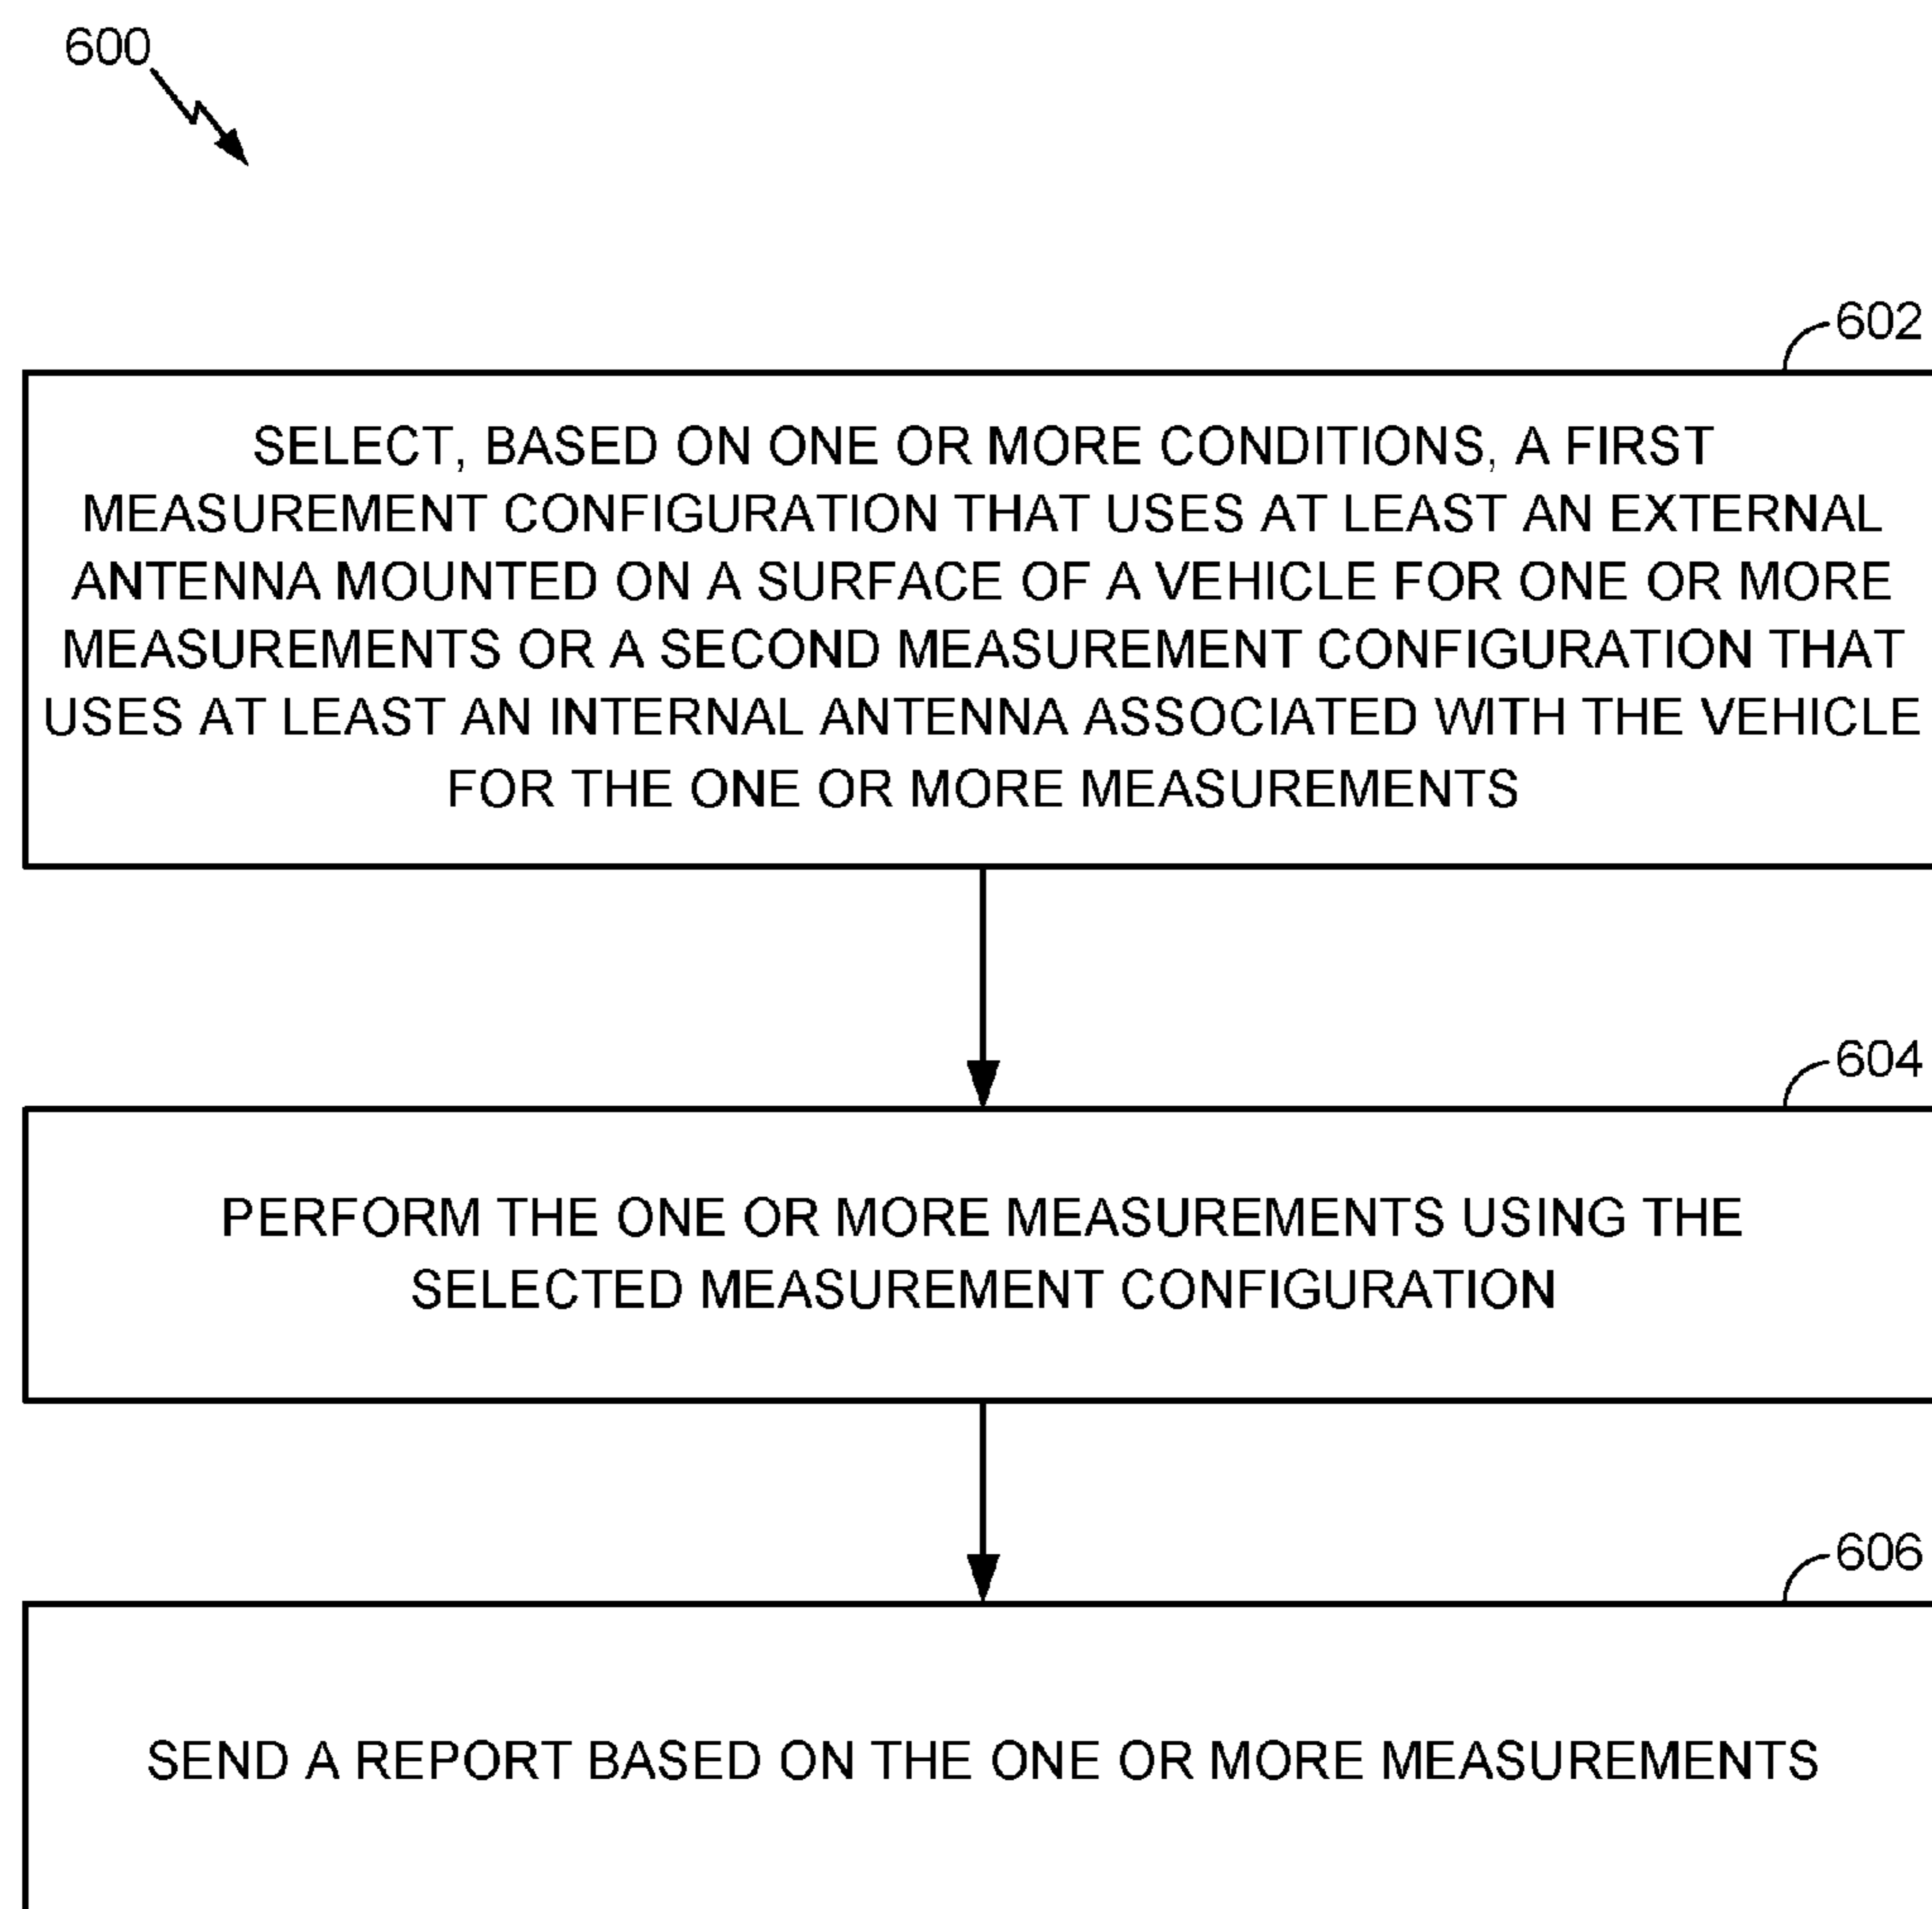 600
602
SELECT, BASED ON ONE OR MORE CONDITIONS, A FIRST
MEASUREMENT CONFIGURATION THAT USES AT LEAST AN EXTERNAL
ANTENNA MOUNTED ON A SURFACE OF A VEHICLE FOR ONE OR MORE
MEASUREMENTS OR A SECOND MEASUREMENT CONFIGURATION THAT
USES AT LEAST AN INTERNAL ANTENNA ASSOCIATED WITH THE VEHICLE
FOR THE ONE OR MORE MEASUREMENTS
604
PERFORM THE ONE OR MORE MEASUREMENTS USING THE
SELECTED MEASUREMENT CONFIGURATION
606
SEND A REPORT BASED ON THE ONE OR MORE MEASUREMENTS